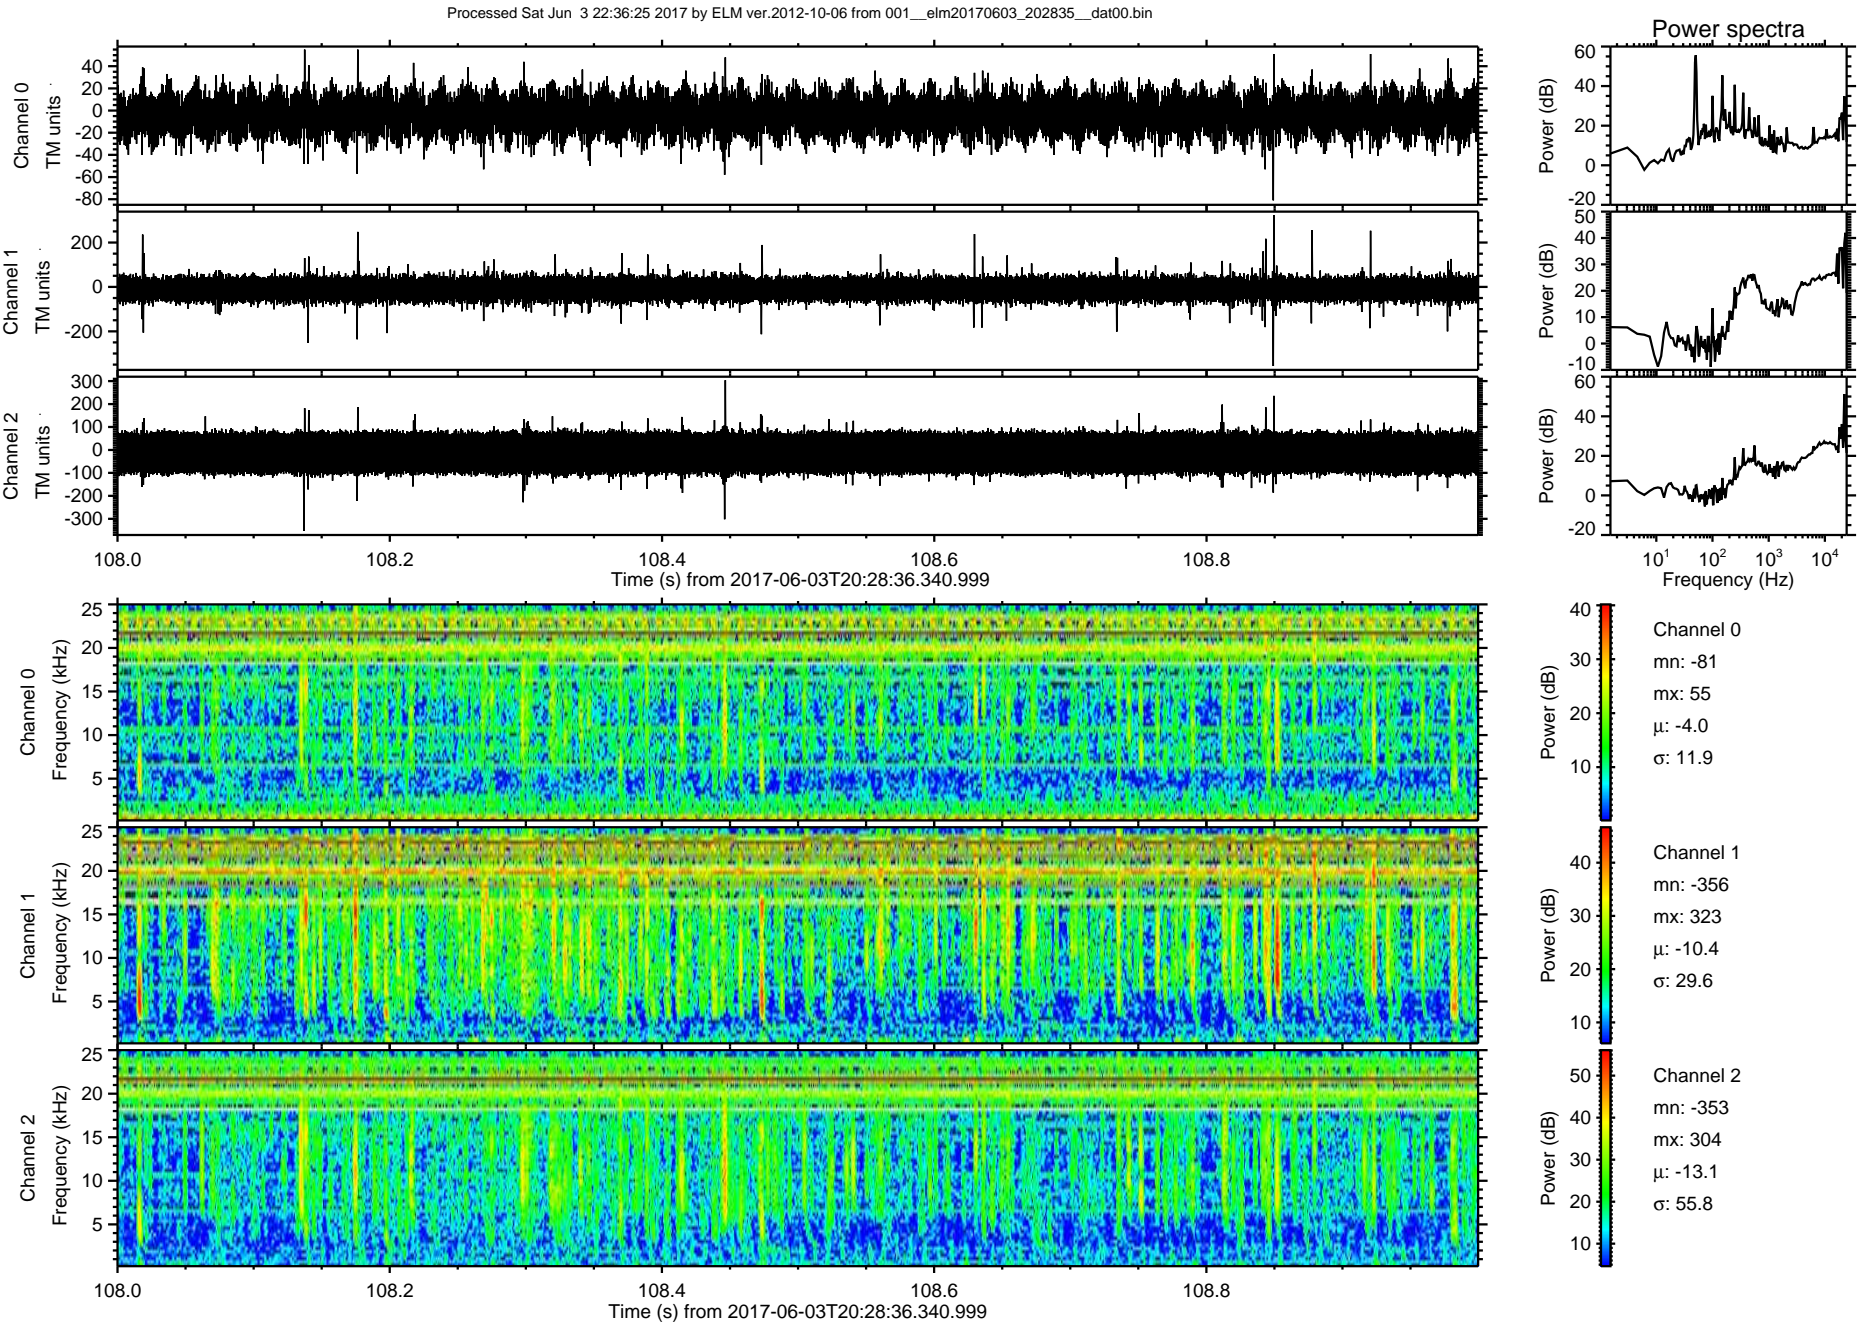 Processed Sat Jun  3 22:36:25 2017 by ELM ver.2012-10-06 from 001__elm20170603_202835__dat00.bin
Power spectra
Channel 0
TM units
40
20
0
-20
-40
-60
-80
Power (dB)
60
40
20
0
-20
Channel 1
TM units
200
0
-200
Power (dB)
50
40
30
20
10
0
-10
Channel 2
TM units
300
200
100
0
-100
-200
-300
Power (dB)
60
40
20
0
-20
108.0 108.2 108.4 108.6 108.8
Time (s) from 2017-06-03T20:28:36.340.999
10^1 10^2 10^3 10^4
Frequency (Hz)
Channel 0
Frequency (kHz)
25
20
15
10
5
Power (dB)
40
30
20
10
Channel 0
mn: -81
mx: 55
μ: -4.0
σ: 11.9
Channel 1
Frequency (kHz)
25
20
15
10
5
Power (dB)
40
30
20
10
Channel 1
mn: -356
mx: 323
μ: -10.4
σ: 29.6
Channel 2
Frequency (kHz)
25
20
15
10
5
Power (dB)
50
40
30
20
10
Channel 2
mn: -353
mx: 304
μ: -13.1
σ: 55.8
108.0 108.2 108.4 108.6 108.8
Time (s) from 2017-06-03T20:28:36.340.999